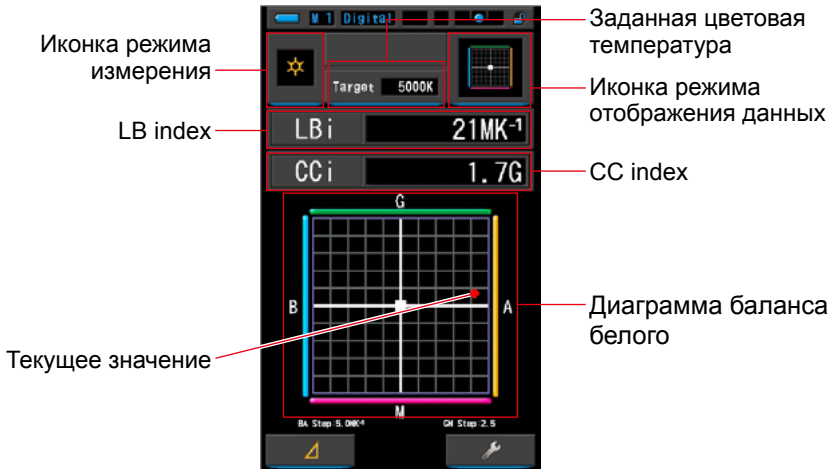 M 1 Digital
Заданная цветовая
температура
Иконка режима
измерения
Target 5000K
Иконка режима
отображения данных
LB index
LBi 21MK-1
CCi 1.7G
CC index
G
B
A
Диаграмма баланса
белого
Текущее значение
M
BA Step:5.0MK-1 GM Step:2.5